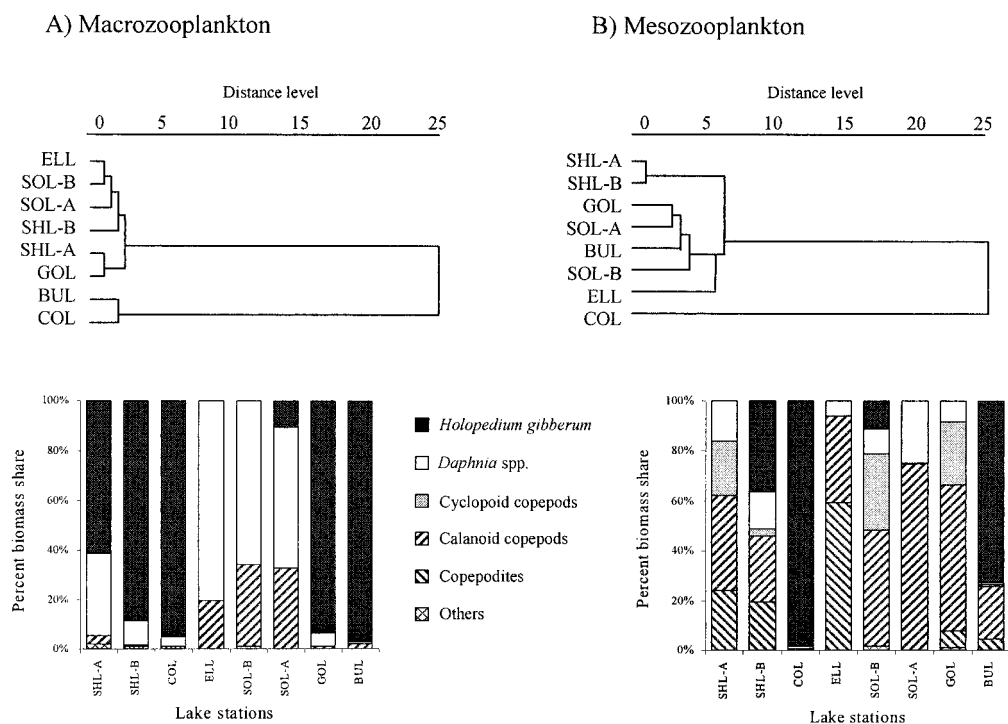 A) Macrozooplankton
Distance level
0 5 10 15 20 25
ELL
SOL-B
SOL-A
SHL-B
SHL-A
GOL
BUL
COL
B) Mesozooplankton
Distance level
0 5 10 15 20 25
SHL-A
SHL-B
GOL
SOL-A
BUL
SOL-B
ELL
COL
Percent biomass share
100%
80%
60%
40%
20%
0%
SHL-A SHL-B COL ELL SOL-B SOL-A GOL BUL
Lake stations
Holopedium gibberum
Daphnia spp.
Cyclopoid copepods
Calanoid copepods
Copepodites
Others
Percent biomass share
100%
80%
60%
40%
20%
0%
SHL-A SHL-B COL ELL SOL-B SOL-A GOL BUL
Lake stations